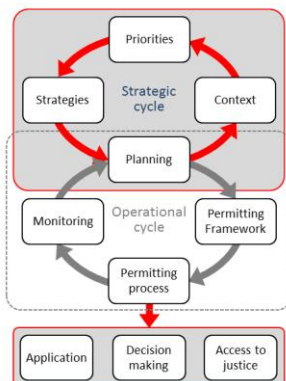 Priorities
Strategies
Strategic
cycle
Context
Planning
Monitoring
Operational
cycle
Permitting
Framework
Permitting
process
Application
Decision
making
Access to
justice